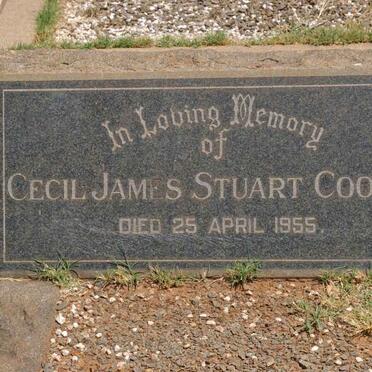 In Loving Memory
of
CECIL JAMES STUART COO
DIED 25 APRIL 1955.